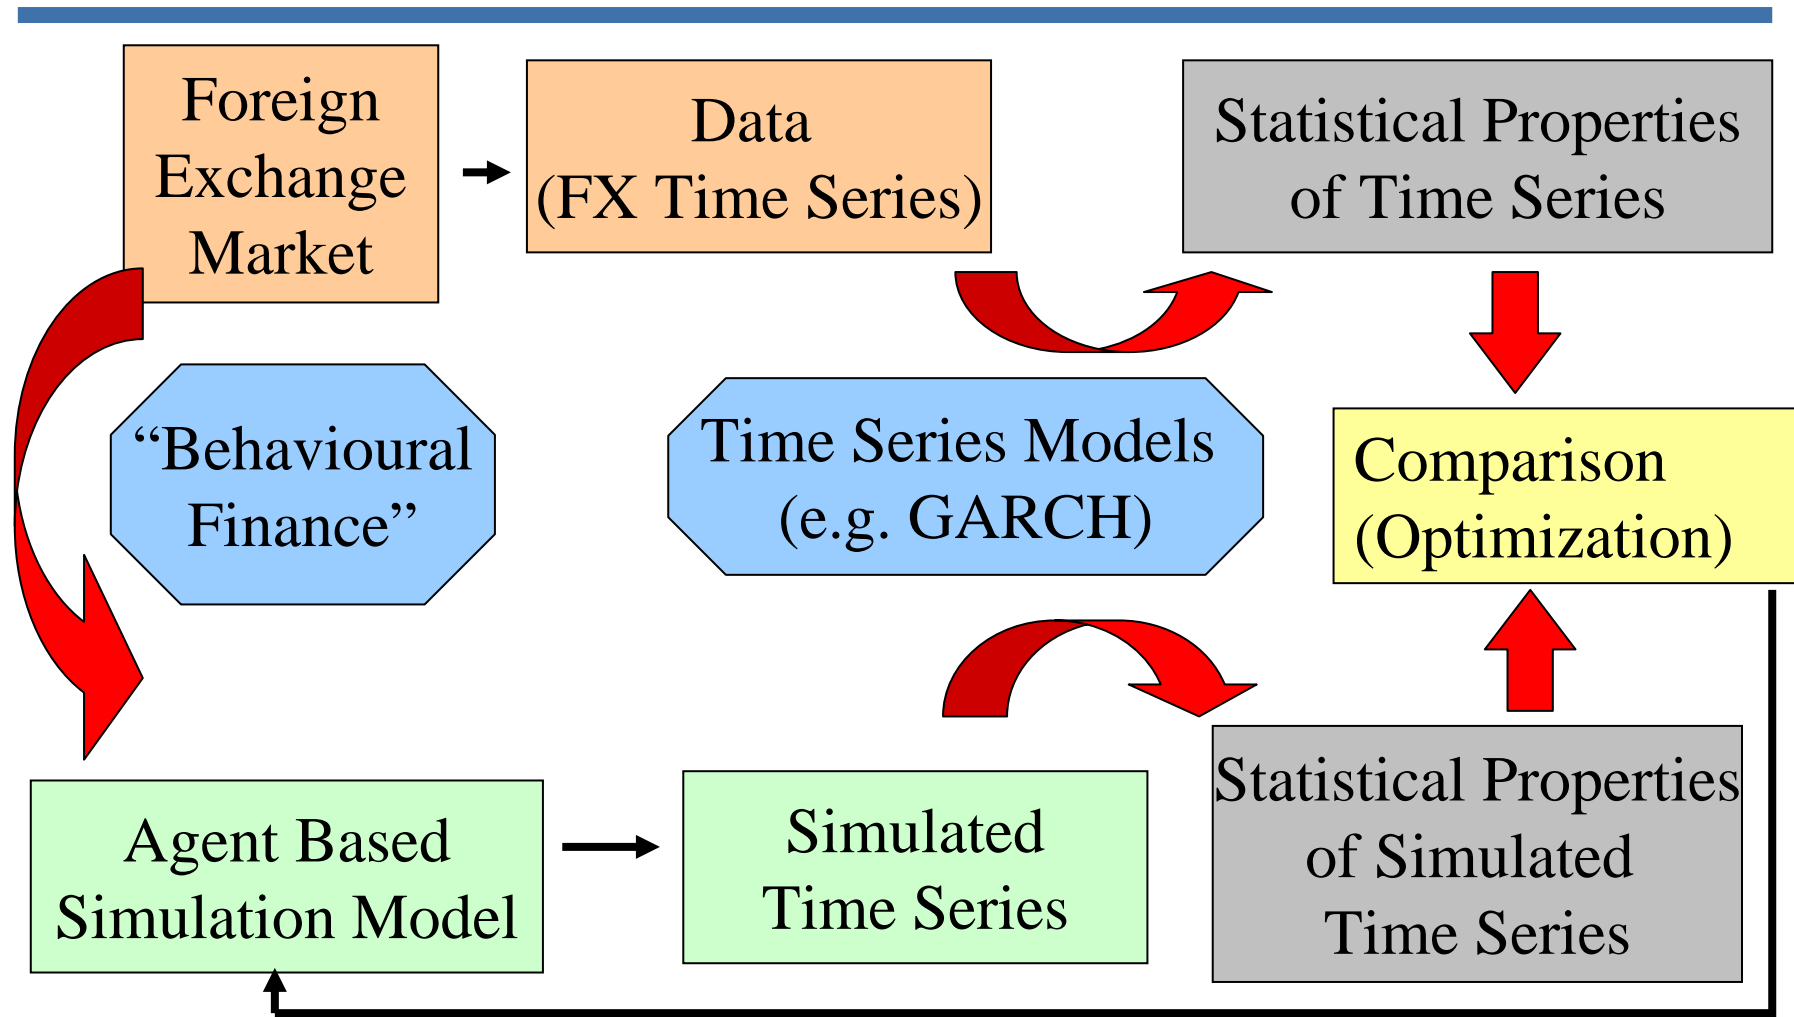 Foreign
Exchange
Market
Data
(FX Time Series)
Statistical Properties
of Time Series
“Behavioural
Finance”
Time Series Models
(e.g. GARCH)
Comparison
(Optimization)
Agent Based
Simulation Model
Simulated
Time Series
Statistical Properties
of Simulated
Time Series